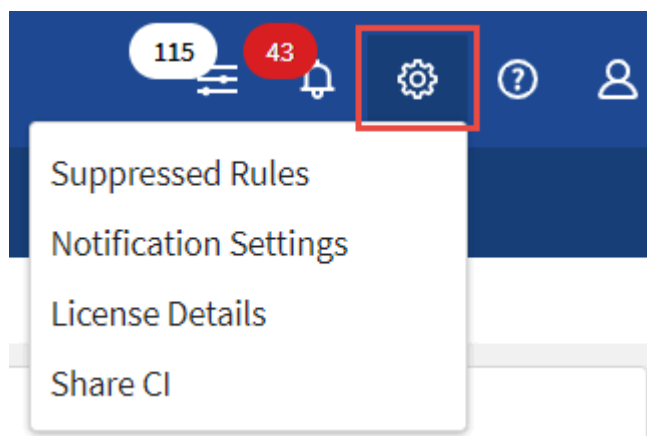 115
43
?
Suppressed Rules
Notification Settings
License Details
Share CI